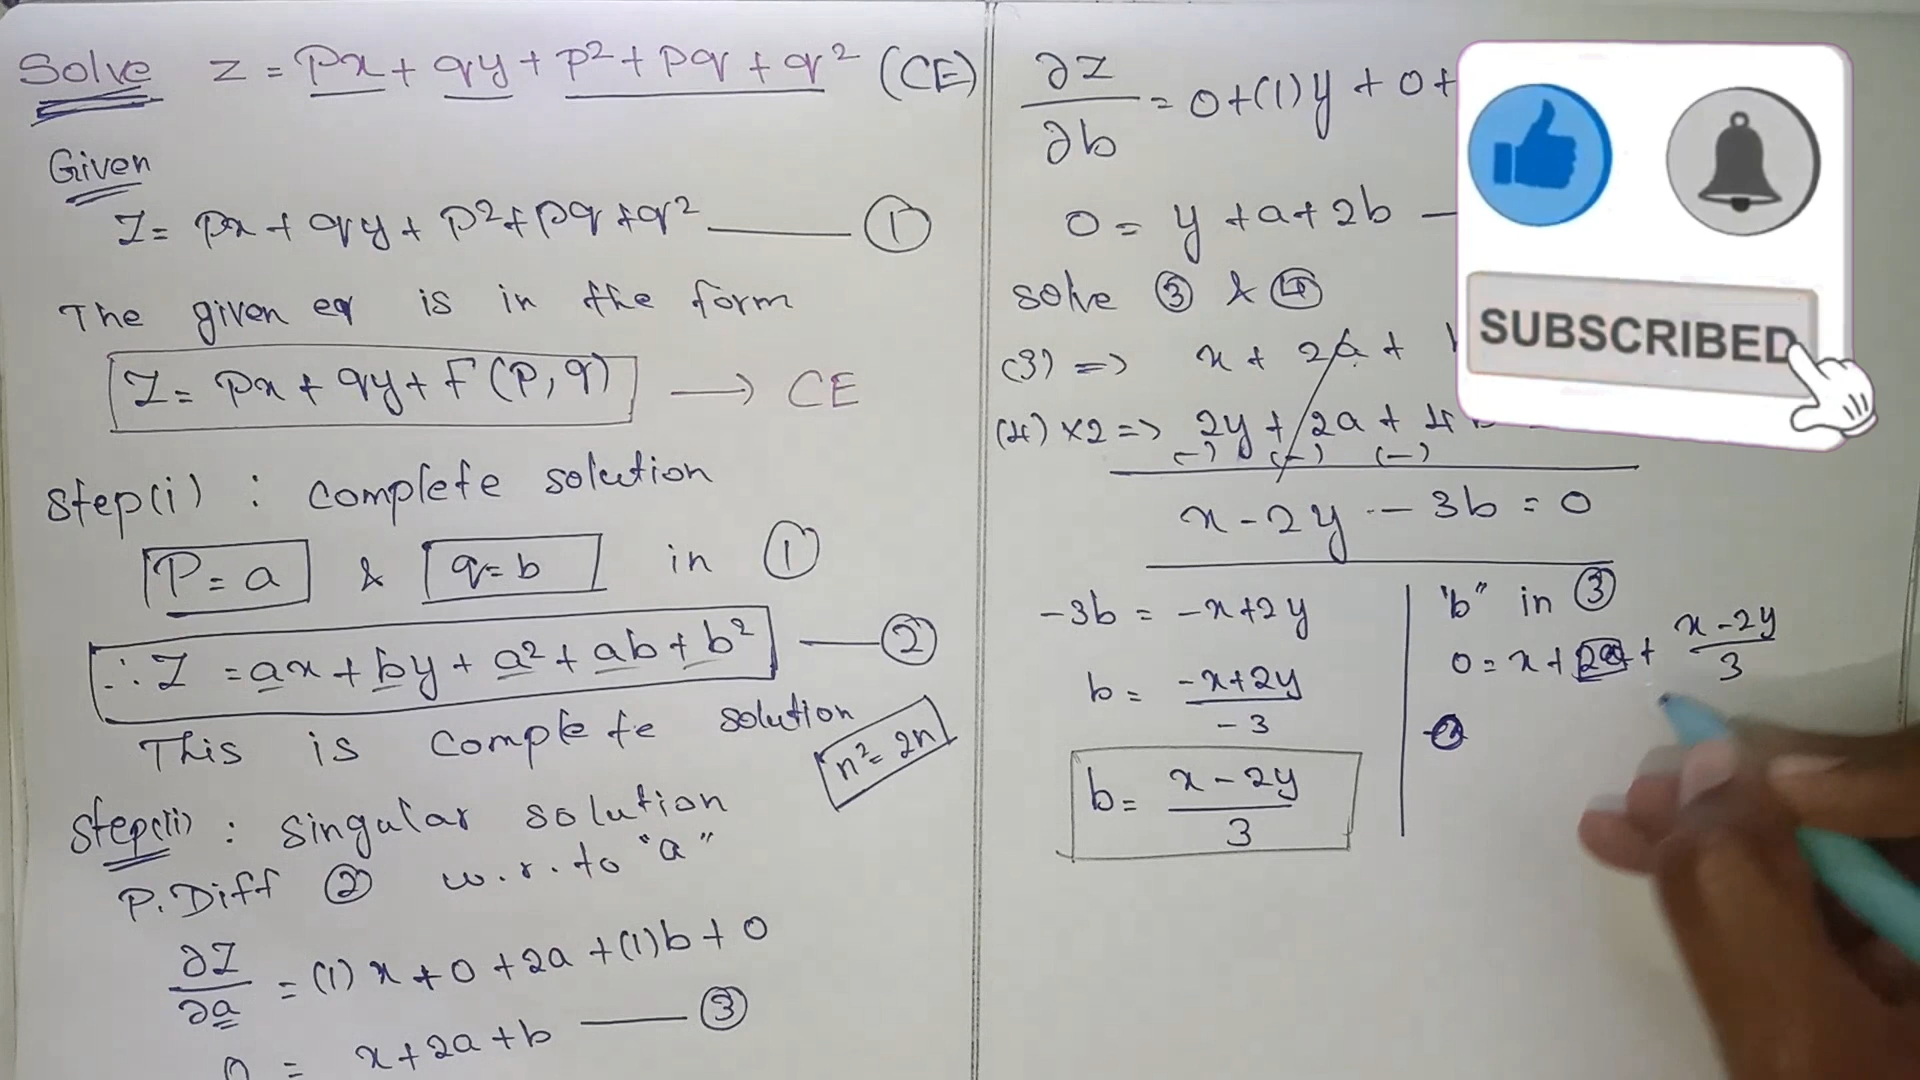 Solve z = px + qy + p² + pq + q² (CE)
Given
Z = px + qy + p² + pq + q² —— ①
The given eq is in the form
Z = px + qy + F(P, q) → CE
Step(i) : complete solution
P = a & q = b in ①
∴ Z = ax + by + a² + ab + b² —— ②
This is complete solution
n² = 2n
Step(ii) : singular solution
P. Diff ② w.r.to "a"
∂Z/∂a = (1)x + 0 + 2a + (1)b + 0
0 = x + 2a + b —— ③
∂Z/∂b = 0 + (1)y + 0 +
0 = y + a + 2b —
solve ③ & ④
(3) => x + 2a +
(4) × 2 => 2y + 2a + 4b
(-) (-) (-)
x - 2y - 3b = 0
-3b = -x + 2y
b = -x + 2y / -3
b = x - 2y / 3
"b" in ③
0 = x + 2a + x - 2y / 3
SUBSCRIBED